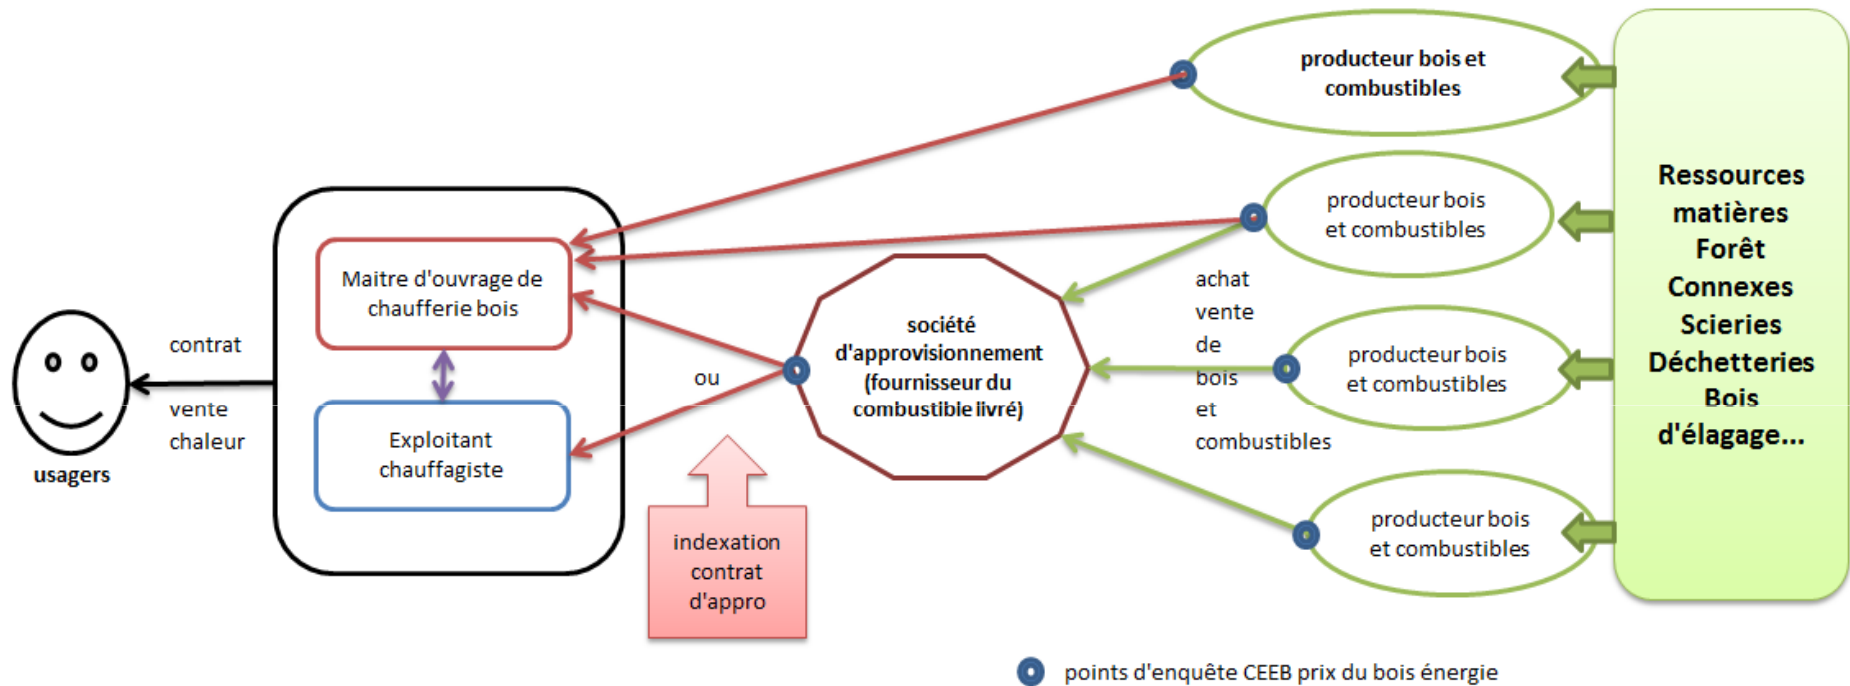 usagers
contrat
vente
chaleur
Maitre d'ouvrage de
chaufferie bois
Exploitant
chauffagiste
ou
indexation
contrat
d'appro
société
d'approvisionnement
(fournisseur du
combustible livré)
achat
vente
de
bois
et
combustibles
producteur bois et
combustibles
producteur bois
et combustibles
producteur bois
et combustibles
producteur bois
et combustibles
Ressources
matières
Forêt
Connexes
Scieries
Déchetteries
Bois
d'élagage...
points d'enquête CEEB prix du bois énergie